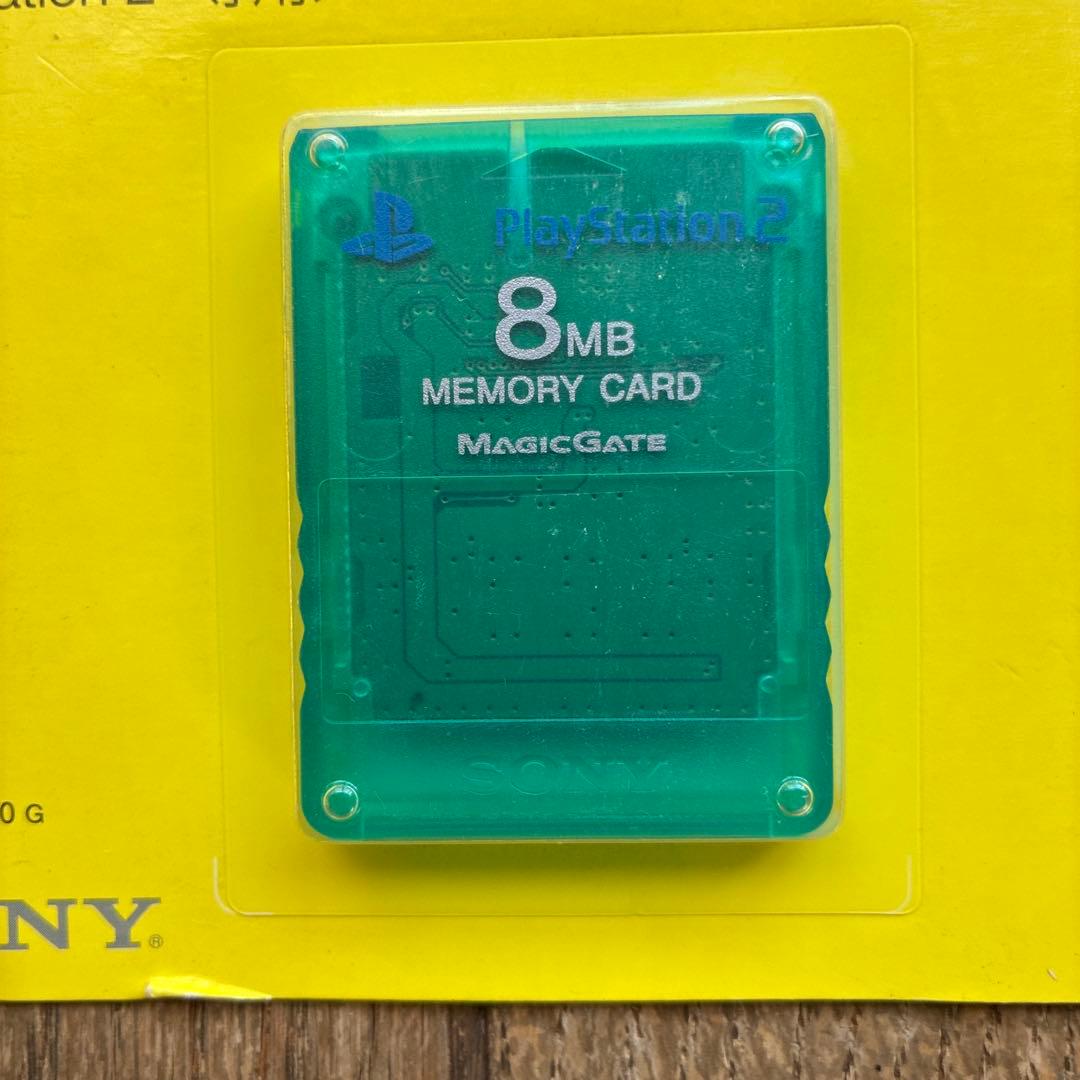 PlayStation 2
8MB
MEMORY CARD
MAGICGATE
SONY
0 G
NY®